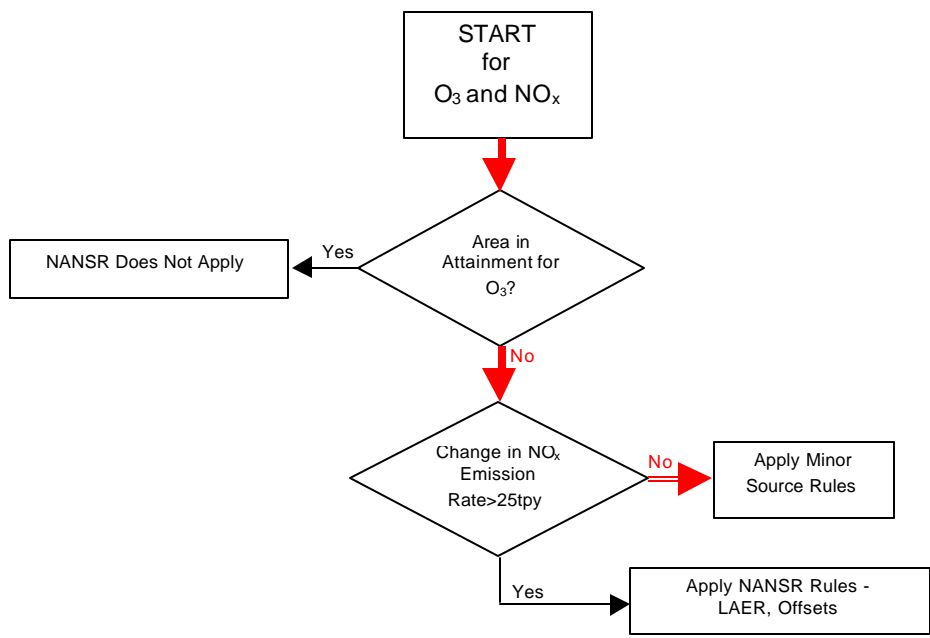 START
for
O₃ and NOₓ
Area in
Attainment for
O₃?
Yes
NANSR Does Not Apply
No
Change in NOₓ
Emission
Rate>25tpy
No
Apply Minor
Source Rules
Yes
Apply NANSR Rules -
LAER, Offsets